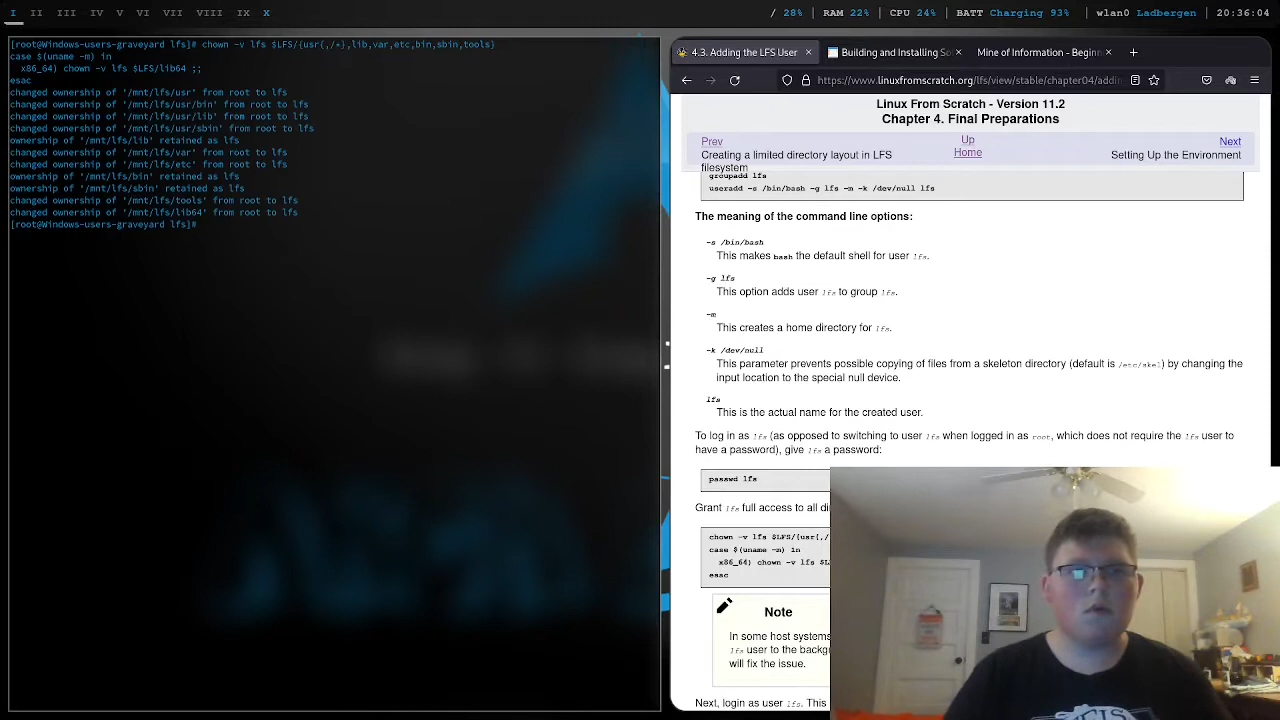 I II III IV V VI VII VIII IX X
/ 28% | RAM 22% | CPU 24% | BATT Charging 93% | wlan0 Ladbergen | 20:36:04
[root@Windows-users-graveyard lfs]# chown -v lfs $LFS/{usr{,/*},lib,var,etc,bin,sbin,tools}
case $(uname -m) in
  x86_64) chown -v lfs $LFS/lib64 ;;
esac
changed ownership of '/mnt/lfs/usr' from root to lfs
changed ownership of '/mnt/lfs/usr/bin' from root to lfs
changed ownership of '/mnt/lfs/usr/lib' from root to lfs
changed ownership of '/mnt/lfs/usr/sbin' from root to lfs
ownership of '/mnt/lfs/lib' retained as lfs
changed ownership of '/mnt/lfs/var' from root to lfs
changed ownership of '/mnt/lfs/etc' from root to lfs
ownership of '/mnt/lfs/bin' retained as lfs
ownership of '/mnt/lfs/sbin' retained as lfs
changed ownership of '/mnt/lfs/tools' from root to lfs
changed ownership of '/mnt/lfs/lib64' from root to lfs
[root@Windows-users-graveyard lfs]#
4.3. Adding the LFS User
Building and Installing So
Mine of Information - Beginn
https://www.linuxfromscratch.org/lfs/view/stable/chapter04/addin
Linux From Scratch - Version 11.2
Chapter 4. Final Preparations
Prev Up Next
Creating a limited directory layout in LFS filesystem Home Setting Up the Environment
groupadd lfs
useradd -s /bin/bash -g lfs -m -k /dev/null lfs
The meaning of the command line options:
-s /bin/bash
This makes bash the default shell for user lfs.
-g lfs
This option adds user lfs to group lfs.
-m
This creates a home directory for lfs.
-k /dev/null
This parameter prevents possible copying of files from a skeleton directory (default is /etc/skel) by changing the
input location to the special null device.
lfs
This is the actual name for the created user.
To log in as lfs (as opposed to switching to user lfs when logged in as root, which does not require the lfs user to
have a password), give lfs a password:
passwd lfs
Grant lfs full access to all di
chown -v lfs $LFS/{usr{,/
case $(uname -m) in
  x86_64) chown -v lfs $L
esac
Note
In some host systems
lfs user to the backg
will fix the issue.
Next, login as user lfs. This